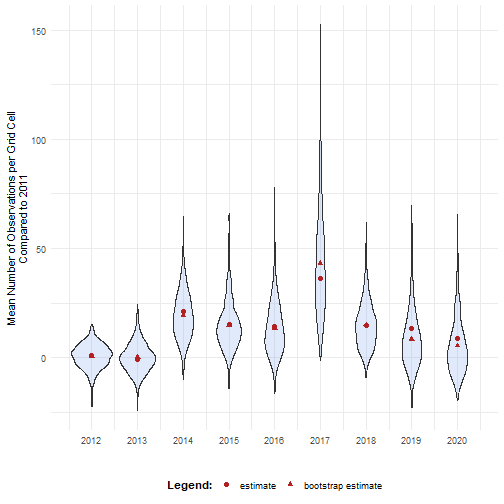 Mean Number of Observations per Grid Cell
Compared to 2011
150
100
50
0
2012 2013 2014 2015 2016 2017 2018 2019 2020
Legend: estimate bootstrap estimate